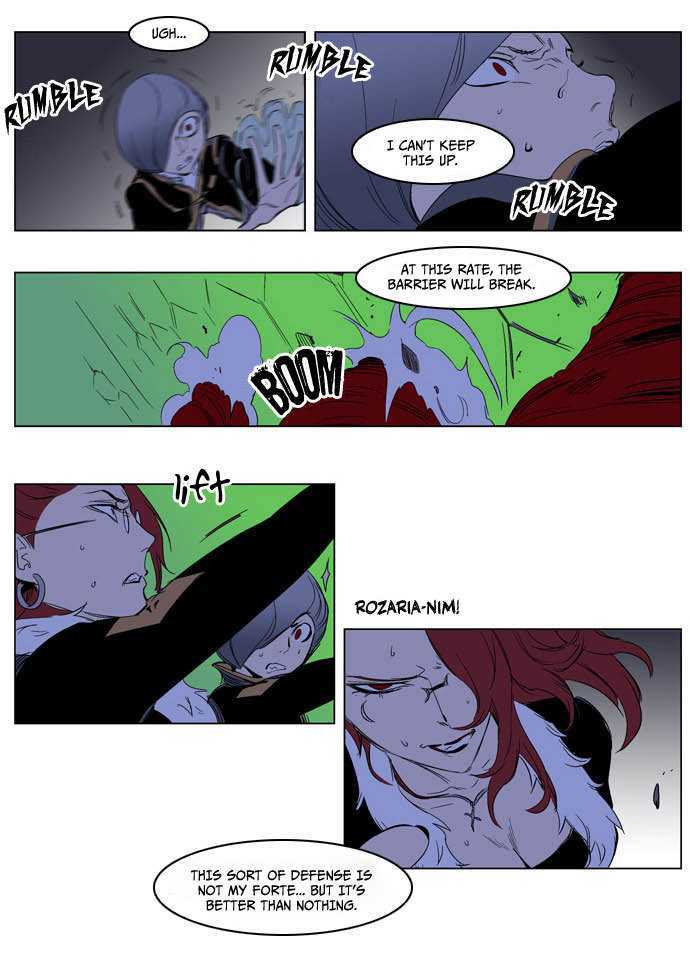 UGH...
RUMBLE
RUMBLE
I CAN'T KEEP
THIS UP.
RUMBLE
AT THIS RATE, THE
BARRIER WILL BREAK.
BOOM
lift
ROZARIA-NIM!
THIS SORT OF DEFENSE IS
NOT MY FORTE... BUT IT'S
BETTER THAN NOTHING.